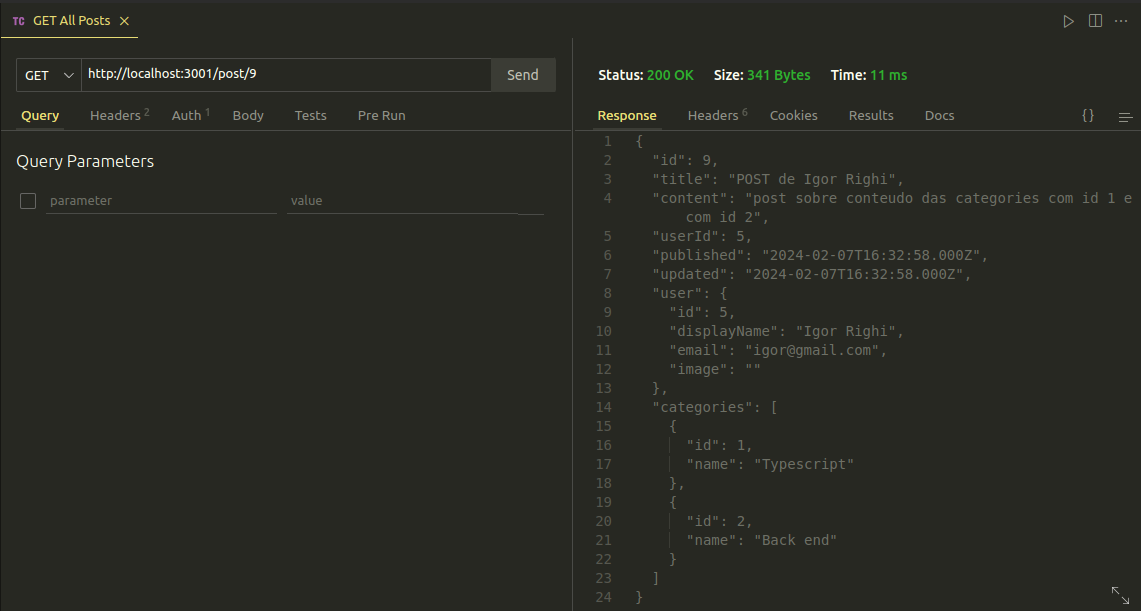 TC GET All Posts ×
GET http://localhost:3001/post/9 Send
Query Headers 2 Auth 1 Body Tests Pre Run
Query Parameters
parameter value
Status: 200 OK Size: 341 Bytes Time: 11 ms
Response Headers 6 Cookies Results Docs {}
1 {
2 "id": 9,
3 "title": "POST de Igor Righi",
4 "content": "post sobre conteudo das categories com id 1 e
com id 2",
5 "userId": 5,
6 "published": "2024-02-07T16:32:58.000Z",
7 "updated": "2024-02-07T16:32:58.000Z",
8 "user": {
9 "id": 5,
10 "displayName": "Igor Righi",
11 "email": "igor@gmail.com",
12 "image": ""
13 },
14 "categories": [
15 {
16 "id": 1,
17 "name": "Typescript"
18 },
19 {
20 "id": 2,
21 "name": "Back end"
22 }
23 ]
24 }